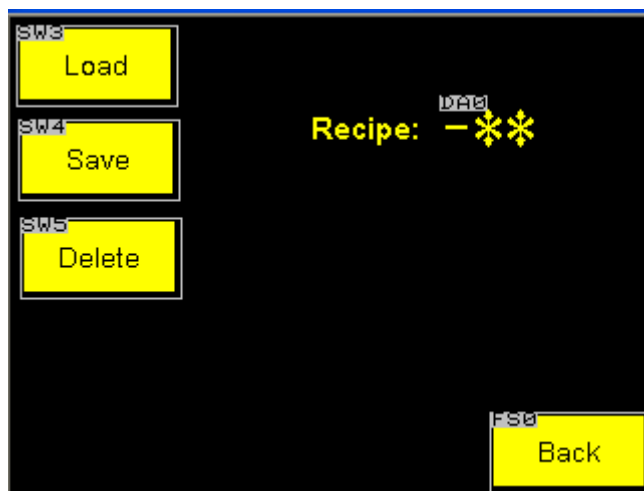 SW3
Load
SW4
Save
SW5
Delete
DA0
Recipe: -**
FS0
Back